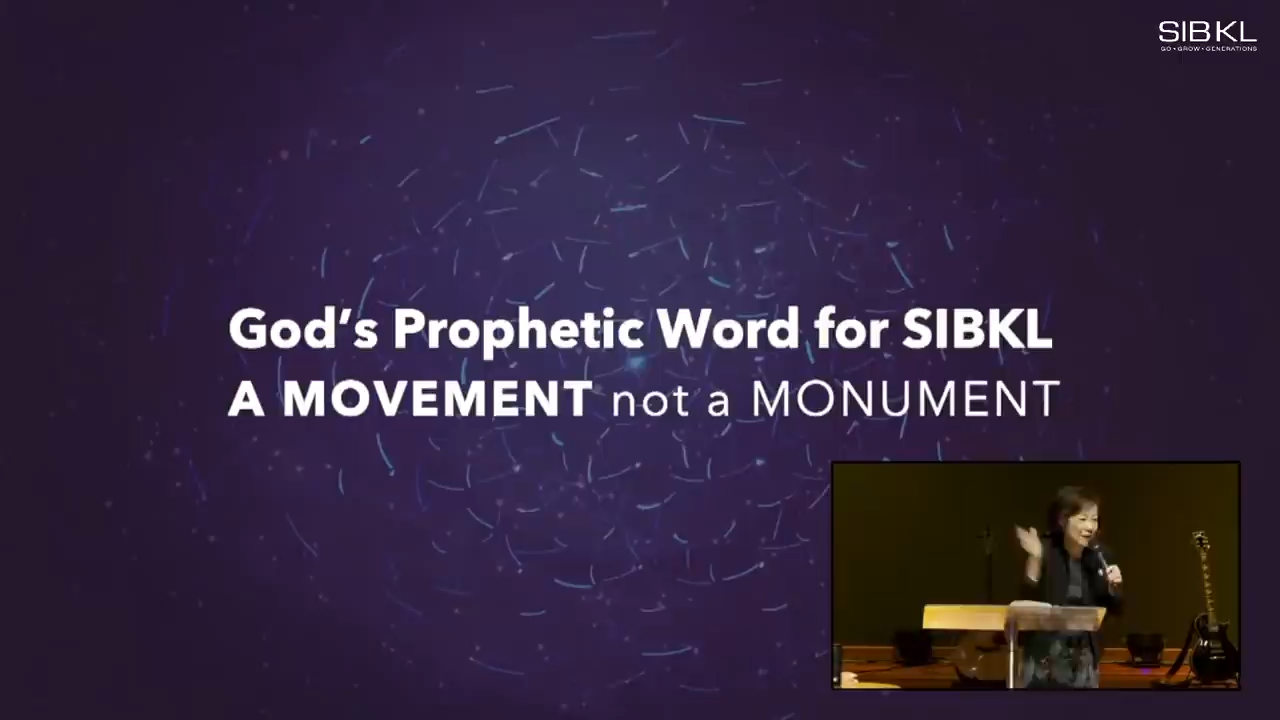 SIBKL
GO • GROW • GENERATIONS
God's Prophetic Word for SIBKL
A MOVEMENT not a MONUMENT